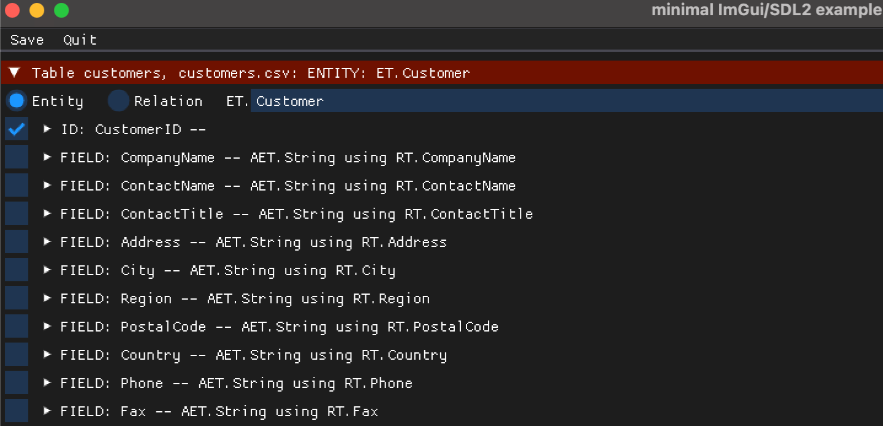 minimal ImGui/SDL2 example
Save Quit
Table customers, customers.csv: ENTITY: ET.Customer
Entity Relation ET. Customer
ID: CustomerID --
FIELD: CompanyName -- AET.String using RT.CompanyName
FIELD: ContactName -- AET.String using RT.ContactName
FIELD: ContactTitle -- AET.String using RT.ContactTitle
FIELD: Address -- AET.String using RT.Address
FIELD: City -- AET.String using RT.City
FIELD: Region -- AET.String using RT.Region
FIELD: PostalCode -- AET.String using RT.PostalCode
FIELD: Country -- AET.String using RT.Country
FIELD: Phone -- AET.String using RT.Phone
FIELD: Fax -- AET.String using RT.Fax